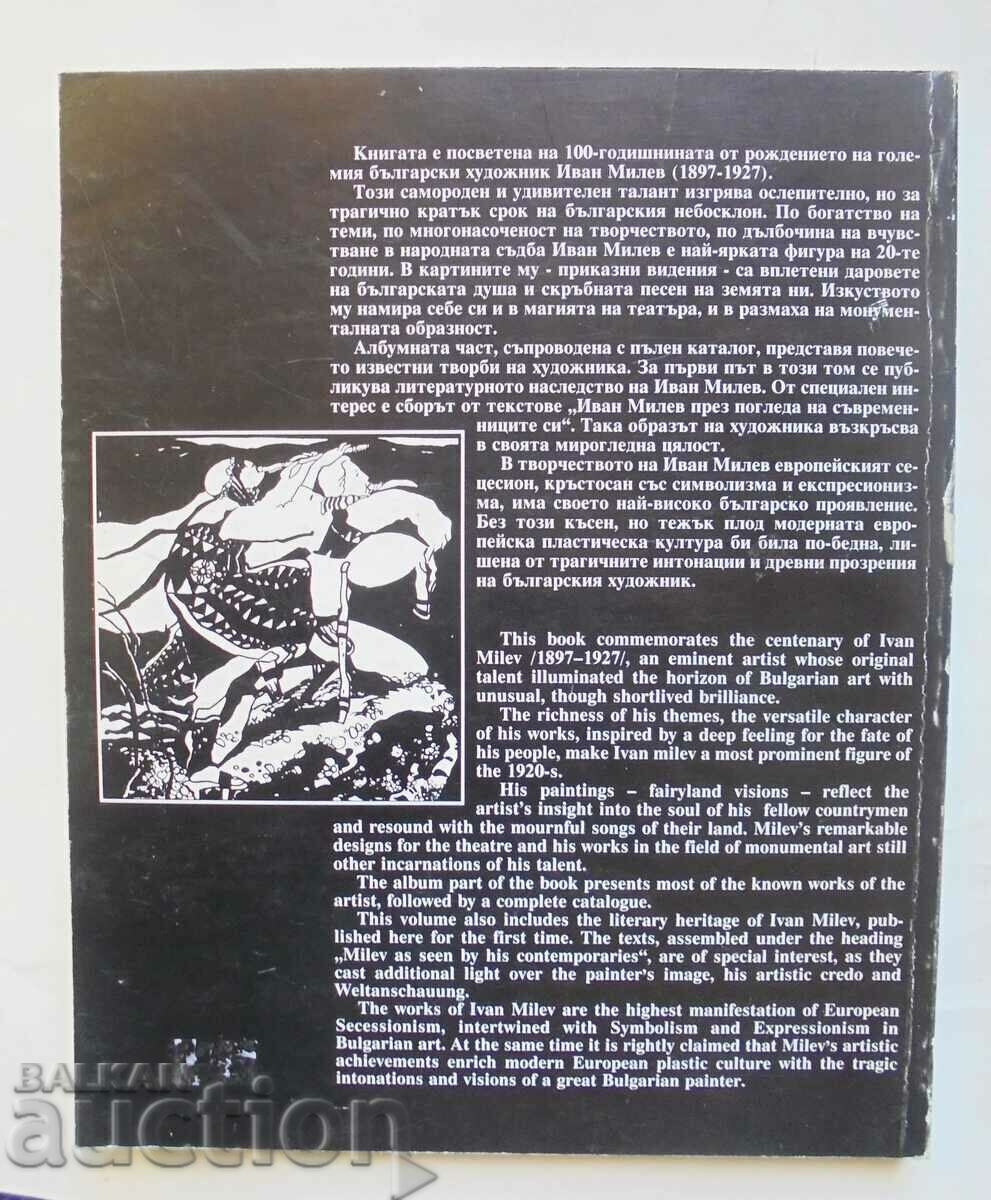 Книгата е посветена на 100-годишнината от рождението на голе-
мия български художник Иван Милев (1897-1927).
Този самороден и удивителен талант изгрява ослепително, но за
трагично кратък срок на българския небосклон. По богатство на
теми, по многонасоченост на творчеството, по дълбочина на вчувс-
тване в народната съдба Иван Милев е най-ярката фигура на 20-те
години. В картините му - приказни видения - са вплетени даровете
на българската душа и скръбната песен на земята ни. Изкуството
му намира себе си и в магията на театъра, и в размаха на монумен-
талната образност.
Албумната част, съпроводена с пълен каталог, представя повече-
то известни творби на художника. За първи път в този том се пуб-
ликува литературното наследство на Иван Милев. От специален ин-
терес е сборът от текстове „Иван Милев през погледа на съвремен-
ниците си“. Така образът на художника възкръсва
в своята мирогледна цялост.
В творчеството на Иван Милев европейският се-
цесион, кръстосан със символизма и експресиониз-
ма, има своето най-високо българско проявление.
Без този късен, но тежък плод модерната евро-
пейска пластическа култура би била по-бедна, ли-
шена от трагичните интонации и древни прозрения
на българския художник.
This book commemorates the centenary of Ivan
Milev /1897–1927/, an eminent artist whose original
talent illuminated the horizon of Bulgarian art with
unusual, though shortlived brilliance.
The richness of his themes, the versatile character
of his works, inspired by a deep feeling for the fate of
his people, make Ivan milev a most prominent figure of
the 1920-s.
His paintings – fairyland visions – reflect the
artist's insight into the soul of his fellow countrymen
and resound with the mournful songs of their land. Milev's remarkable
designs for the theatre and his works in the field of monumental art still
other incarnations of his talent.
The album part of the book presents most of the known works of the
artist, followed by a complete catalogue.
This volume also includes the literary heritage of Ivan Milev, pub-
lished here for the first time. The texts, assembled under the heading
„Milev as seen by his contemporaries“, are of special interest, as they
cast additional light over the painter's image, his artistic credo and
Weltanschauung.
The works of Ivan Milev are the highest manifestation of European
Secessionism, intertwined with Symbolism and Expressionism in
Bulgarian art. At the same time it is rightly claimed that Milev's artistic
achievements enrich modern European plastic culture with the tragic
intonations and visions of a great Bulgarian painter.
BALKAN
auction